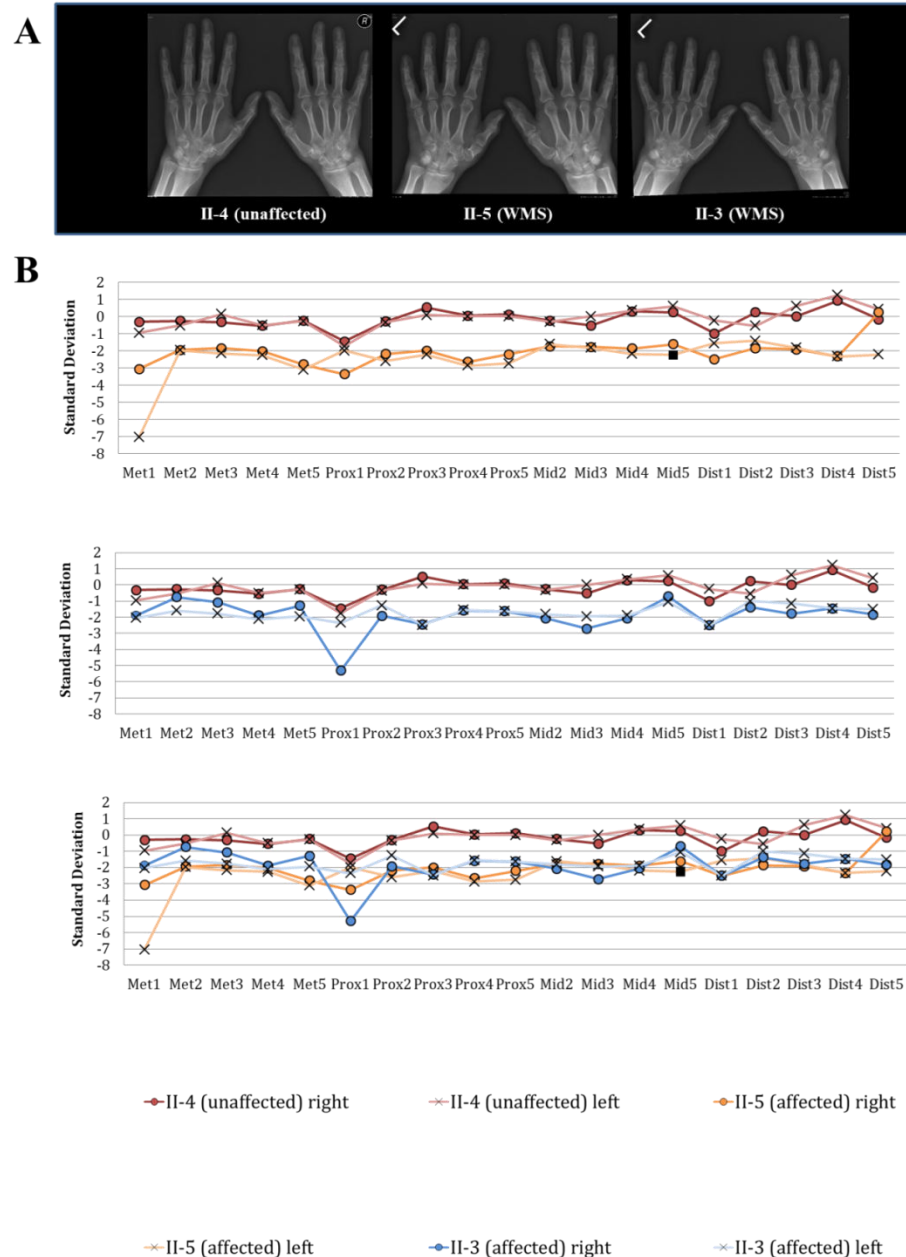 A
R
II-4 (unaffected)
II-5 (WMS)
II-3 (WMS)
B
Standard Deviation
2
1
0
-1
-2
-3
-4
-5
-6
-7
-8
Met1 Met2 Met3 Met4 Met5 Prox1 Prox2 Prox3 Prox4 Prox5 Mid2 Mid3 Mid4 Mid5 Dist1 Dist2 Dist3 Dist4 Dist5
Standard Deviation
2
1
0
-1
-2
-3
-4
-5
-6
-7
-8
Met1 Met2 Met3 Met4 Met5 Prox1 Prox2 Prox3 Prox4 Prox5 Mid2 Mid3 Mid4 Mid5 Dist1 Dist2 Dist3 Dist4 Dist5
Standard Deviation
2
1
0
-1
-2
-3
-4
-5
-6
-7
-8
Met1 Met2 Met3 Met4 Met5 Prox1 Prox2 Prox3 Prox4 Prox5 Mid2 Mid3 Mid4 Mid5 Dist1 Dist2 Dist3 Dist4 Dist5
II-4 (unaffected) right II-4 (unaffected) left II-5 (affected) right
II-5 (affected) left II-3 (affected) right II-3 (affected) left